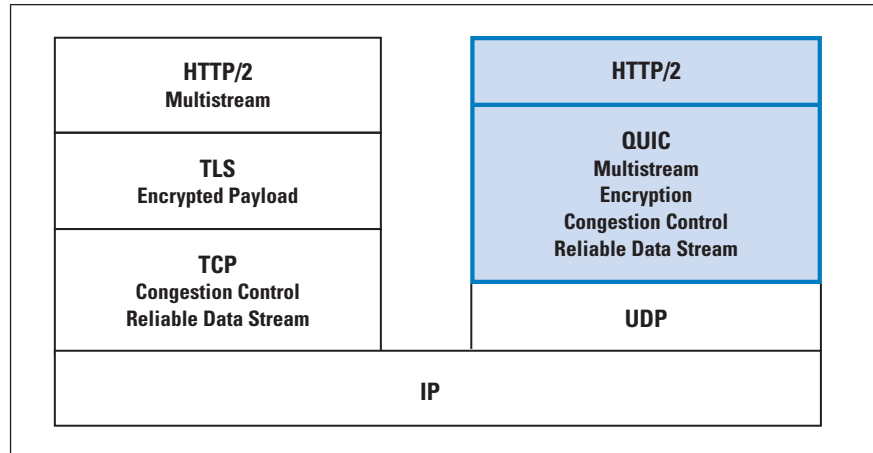 HTTP/2
Multistream
TLS
Encrypted Payload
TCP
Congestion Control
Reliable Data Stream
HTTP/2
QUIC
Multistream
Encryption
Congestion Control
Reliable Data Stream
UDP
IP